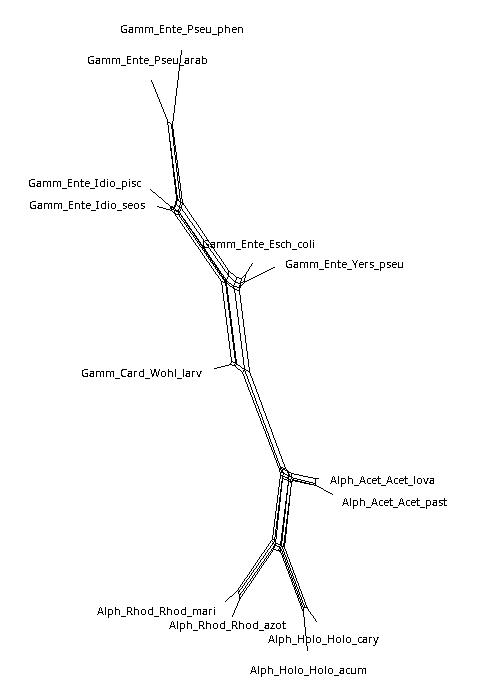 Gamm_Ente_Pseu_phen
Gamm_Ente_Pseu_arab
Gamm_Ente_Idio_pisc
Gamm_Ente_Idio_seos
Gamm_Ente_Esch_coli
Gamm_Ente_Yers_pseu
Gamm_Card_Wohl_larv
Alph_Acet_Acet_lova
Alph_Acet_Acet_past
Alph_Rhod_Rhod_mari
Alph_Rhod_Rhod_azot
Alph_Holo_Holo_cary
Alph_Holo_Holo_acum